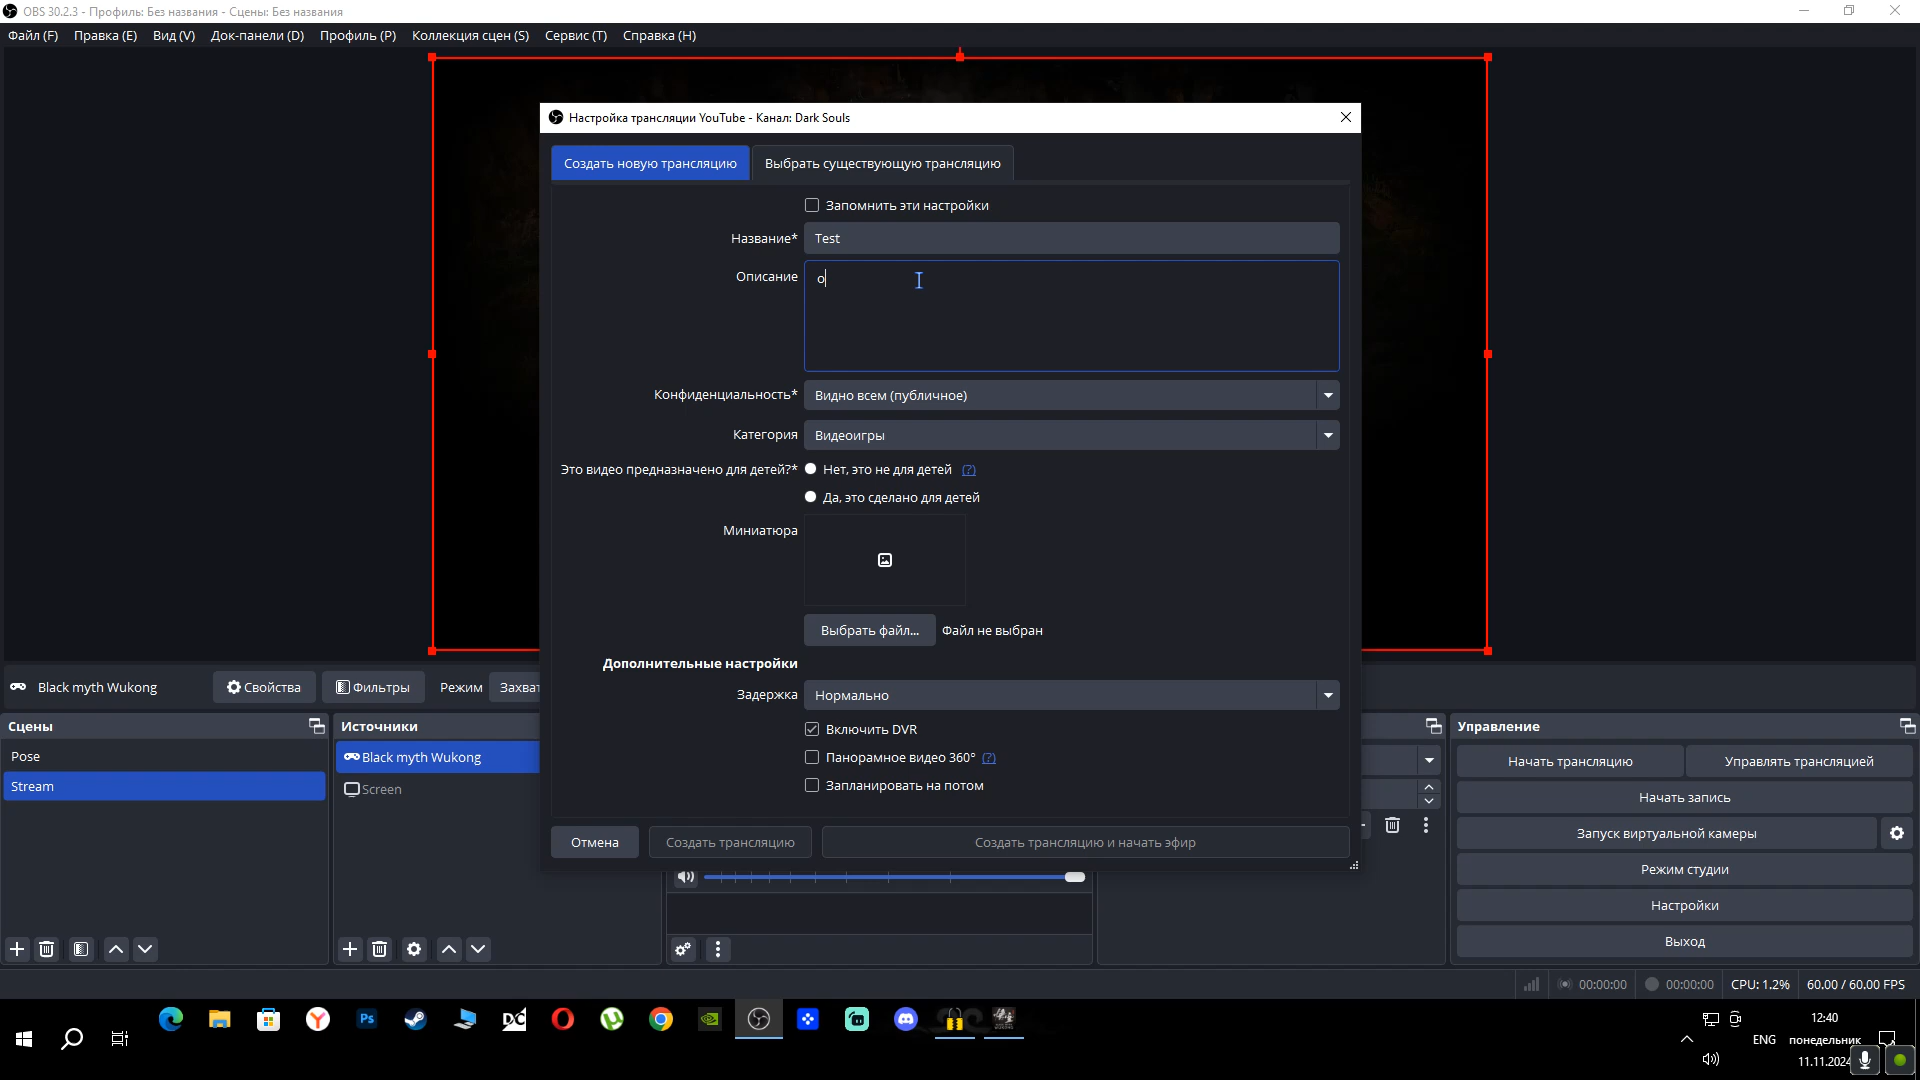 OBS 30.2.3 - Профиль: Без названия - Сцены: Без названия
Файл (F) Правка (E) Вид (V) Док-панели (D) Профиль (P) Коллекция сцен (S) Сервис (T) Справка (H)
Настройка трансляции YouTube - Канал: Dark Souls
Создать новую трансляцию Выбрать существующую трансляцию
Запомнить эти настройки
Название* Test
Описание o
Конфиденциальность* Видно всем (публичное)
Категория Видеоигры
Это видео предназначено для детей?* Нет, это не для детей (?)
Да, это сделано для детей
Миниатюра
Выбрать файл... Файл не выбран
Дополнительные настройки
Задержка Нормально
Включить DVR
Панорамное видео 360° (?)
Запланировать на потом
Отмена Создать трансляцию Создать трансляцию и начать эфир
Black myth Wukong Свойства Фильтры Режим Захват
Сцены Источники Управление
Pose
Stream
Black myth Wukong
Screen
Начать трансляцию Управлять трансляцией
Начать запись
Запуск виртуальной камеры
Режим студии
Настройки
Выход
00:00:00 00:00:00 CPU: 1.2% 60.00 / 60.00 FPS
Ps DC
12:40
ENG понедельник
11.11.2024